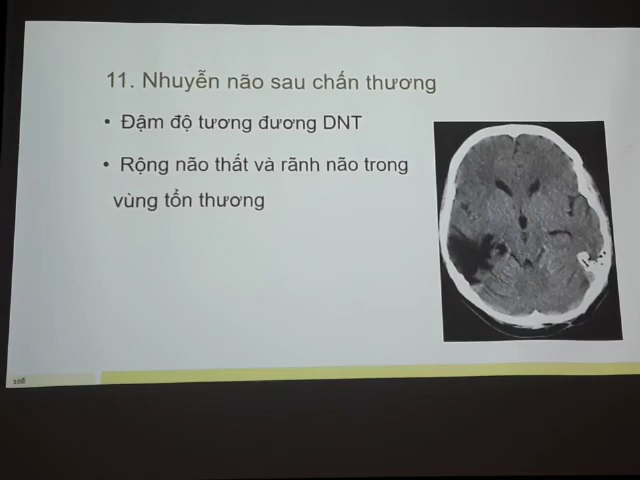 11. Nhuyễn não sau chấn thương
• Đậm độ tương đương DNT
• Rộng não thất và rãnh não trong
vùng tổn thương
108